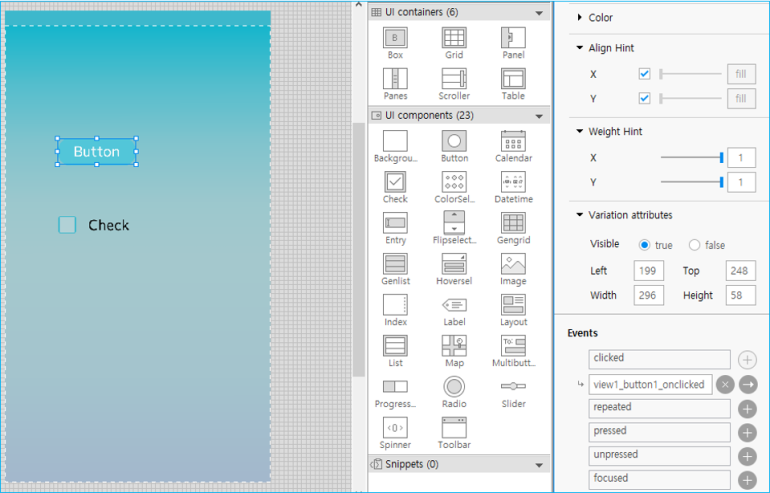 Button
Check
UI containers (6)
B
Box
Grid
Panel
Panes
Scroller
Table
UI components (23)
Backgrou...
Button
Calendar
Check
ColorSel...
Datetime
Entry
Flipselect...
Gengrid
Genlist
Hoversel
Image
Index
Label
Layout
To:
List
Map
Multibutt...
Progress...
Radio
Slider
‹0›
Spinner
Toolbar
Snippets (0)
Color
Align Hint
X fill
Y fill
Weight Hint
X 1
Y 1
Variation attributes
Visible true false
Left 199 Top 248
Width 296 Height 58
Events
clicked
view1_button1_onclicked
repeated
pressed
unpressed
focused